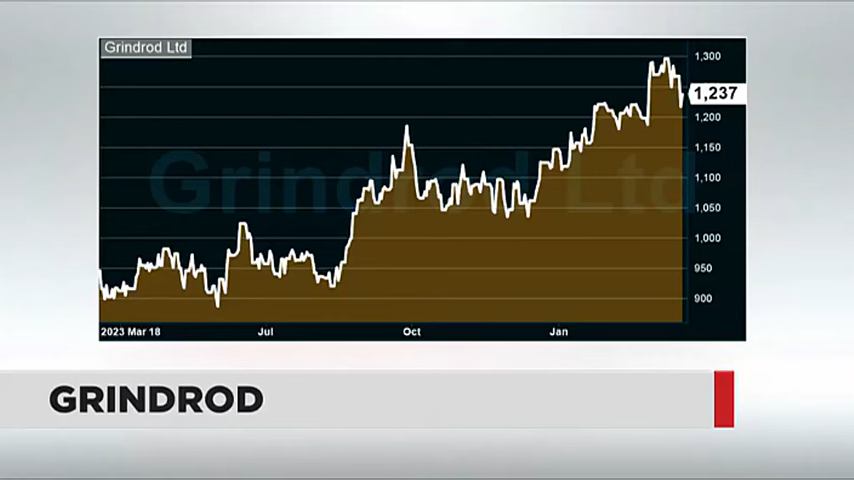 Grindrod Ltd
1,300
1,237
1,200
1,150
1,100
Grindrod Ltd
1,050
1,000
950
900
2023 Mar 18 Jul Oct Jan
GRINDROD